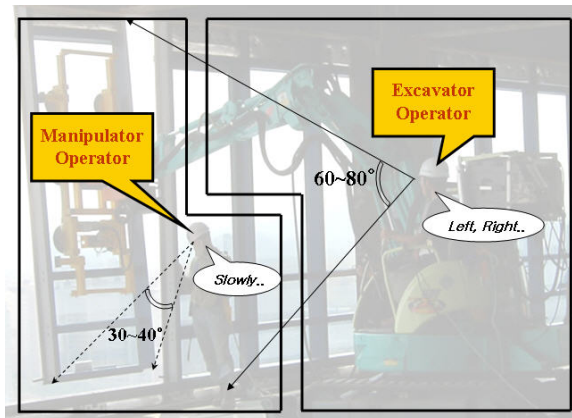 Excavator
Operator
Manipulator
Operator
60~80°
Left, Right..
Slowly..
30~40°